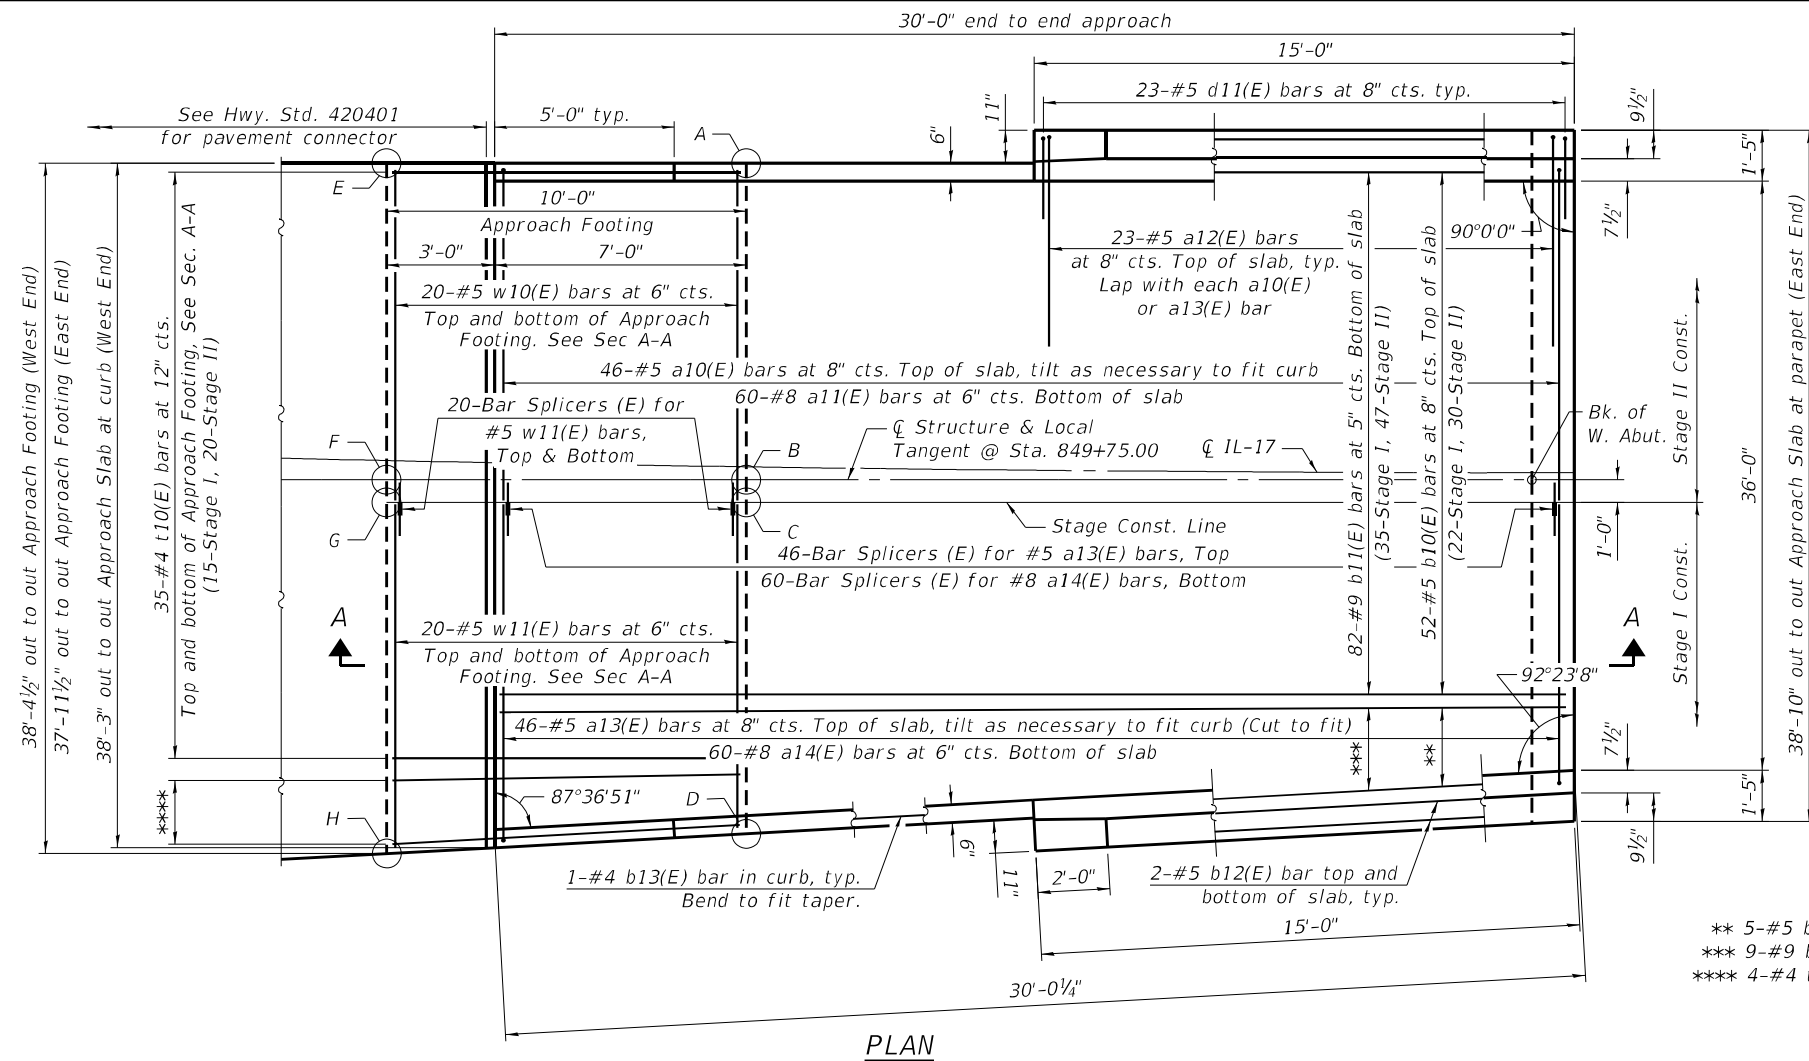 30'-0" end to end approach
15'-0"
23-#5 d11(E) bars at 8" cts. typ.
See Hwy. Std. 420401
for pavement connector
5'-0" typ.
A
6"
11"
9½"
1'-5"
7½"
E
10'-0"
Approach Footing
3'-0"
7'-0"
90°0'0"
23-#5 a12(E) bars
at 8" cts. Top of slab, typ.
Lap with each a10(E)
or a13(E) bar
20-#5 w10(E) bars at 6" cts.
Top and bottom of Approach
Footing. See Sec A-A
46-#5 a10(E) bars at 8" cts. Top of slab, tilt as necessary to fit curb
60-#8 a11(E) bars at 6" cts. Bottom of slab
20-Bar Splicers (E) for
#5 w11(E) bars,
Top & Bottom
℄ Structure & Local
Tangent @ Sta. 849+75.00
℄ IL-17
Bk. of
W. Abut.
F
B
G
C
Stage Const. Line
46-Bar Splicers (E) for #5 a13(E) bars, Top
60-Bar Splicers (E) for #8 a14(E) bars, Bottom
1'-0"
36'-0"
Stage II Const.
Stage I Const.
38'-4½" out to out Approach Footing (West End)
37'-11½" out to out Approach Footing (East End)
38'-3" out to out Approach Slab at curb (West End)
35-#4 t10(E) bars at 12" cts.
Top and bottom of Approach Footing, See Sec. A-A
(15-Stage I, 20-Stage II)
82-#9 b11(E) bars at 5" cts. Bottom of slab
(35-Stage I, 47-Stage II)
52-#5 b10(E) bars at 8" cts. Top of slab
(22-Stage I, 30-Stage II)
38'-10" out to out Approach Slab at parapet (East End)
A
A
20-#5 w11(E) bars at 6" cts.
Top and bottom of Approach
Footing. See Sec A-A
92°23'8"
46-#5 a13(E) bars at 8" cts. Top of slab, tilt as necessary to fit curb (Cut to fit)
60-#8 a14(E) bars at 6" cts. Bottom of slab
***
**
7½"
1'-5"
9½"
****
87°36'51"
D
H
6"
11"
1-#4 b13(E) bar in curb, typ.
Bend to fit taper.
2'-0"
2-#5 b12(E) bar top and
bottom of slab, typ.
15'-0"
30'-0¼"
** 5-#5 b
*** 9-#9 b
**** 4-#4
PLAN